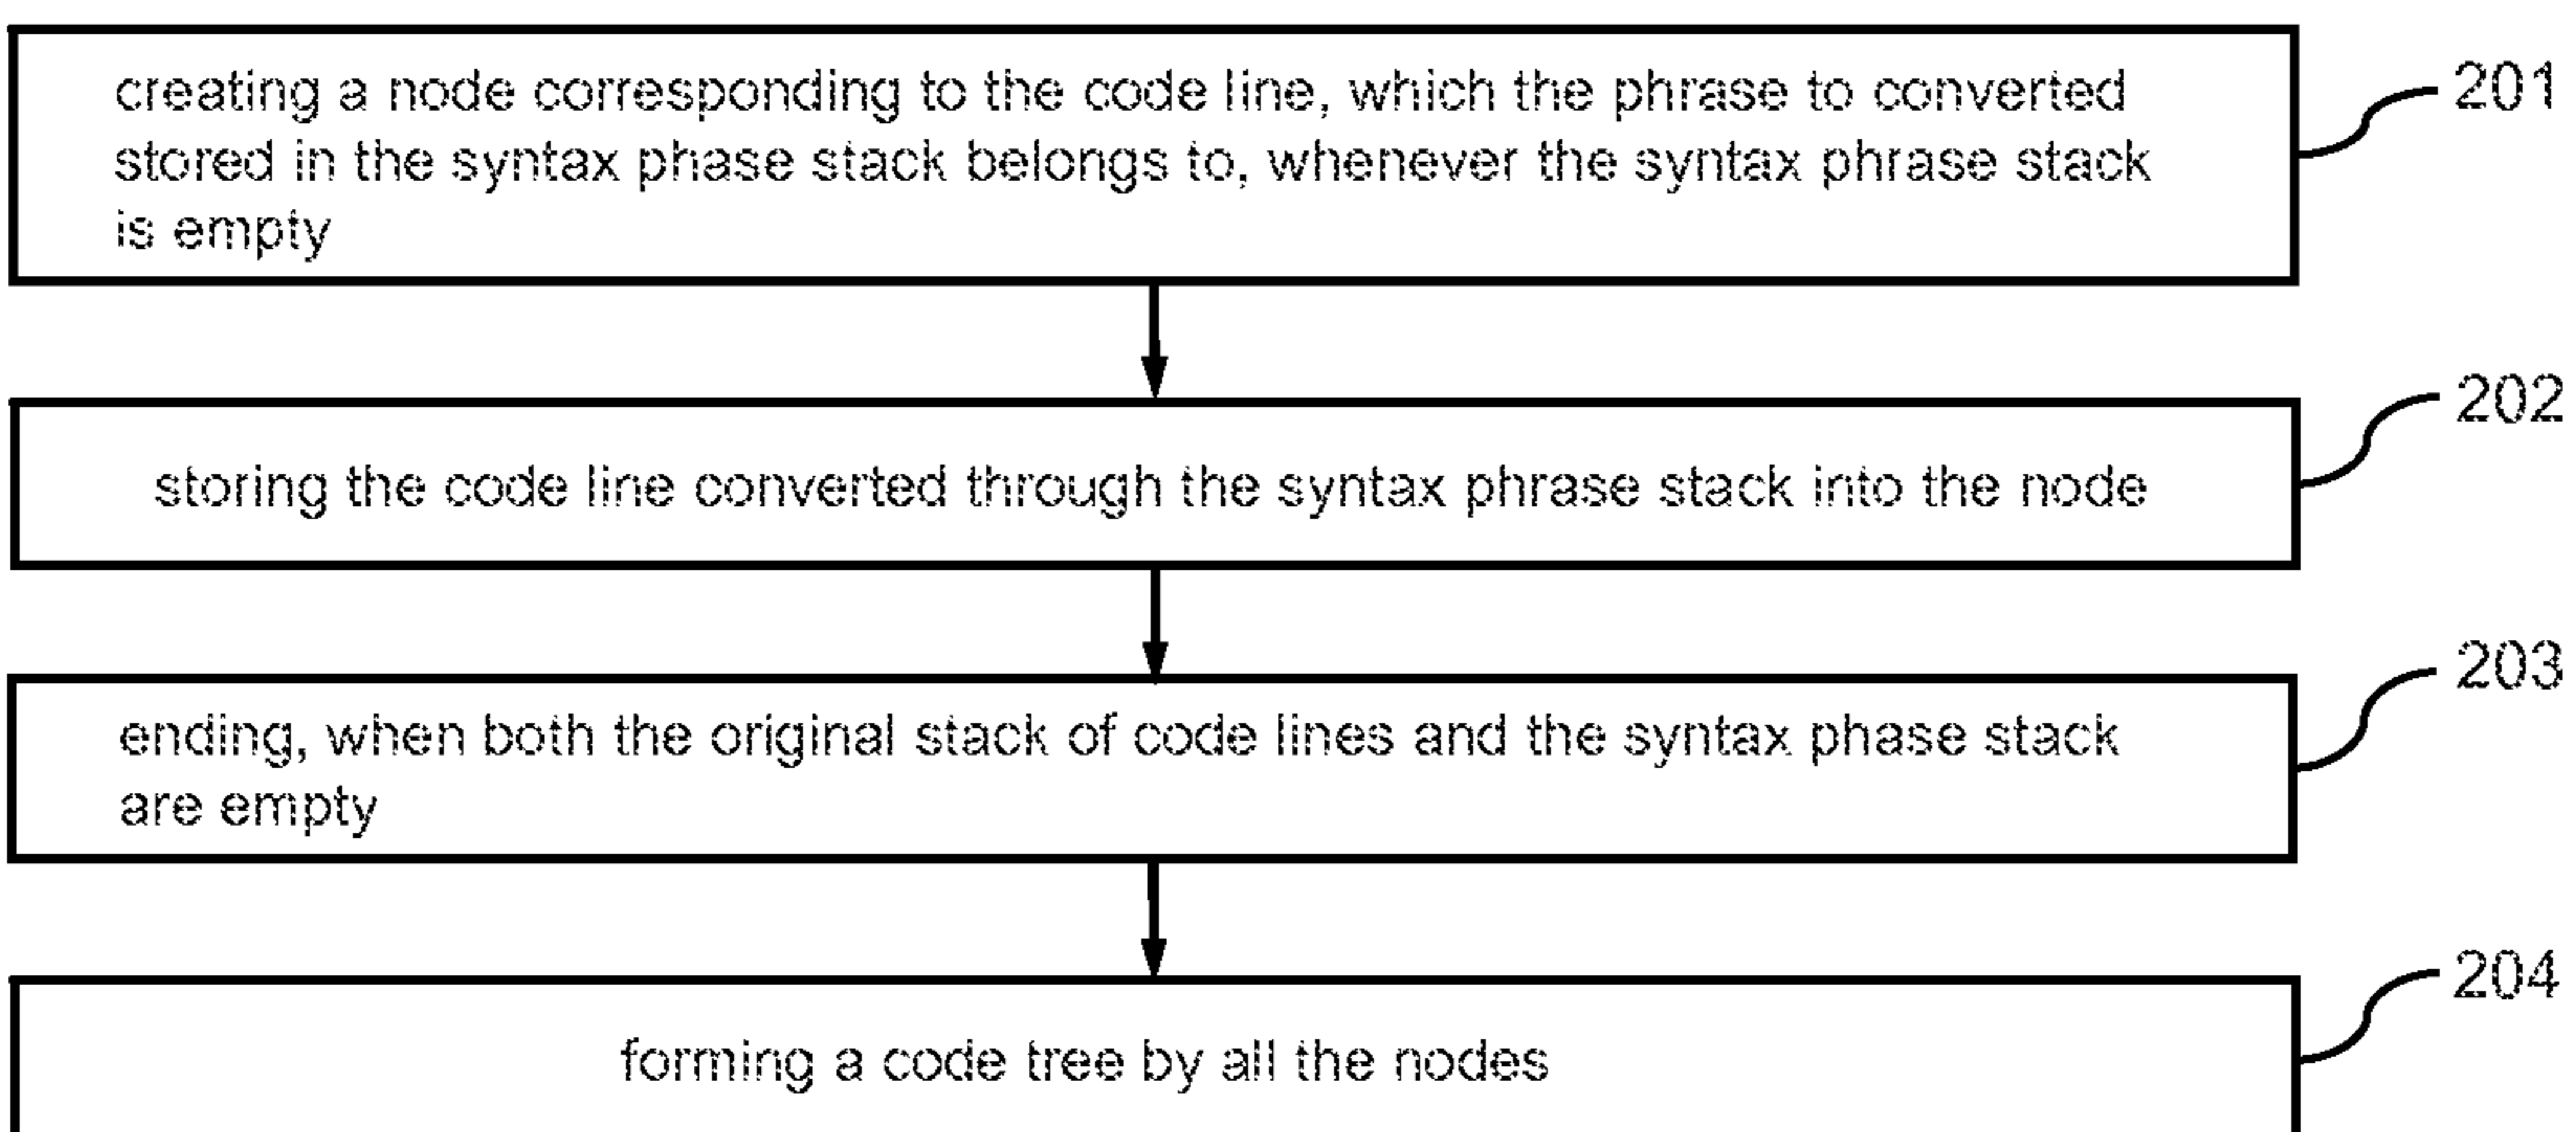 creating a node corresponding to the code line, which the phrase to converted
stored in the syntax phase stack belongs to, whenever the syntax phrase stack
is empty
201
storing the code line converted through the syntax phrase stack into the node
202
ending, when both the original stack of code lines and the syntax phase stack
are empty
203
forming a code tree by all the nodes
204